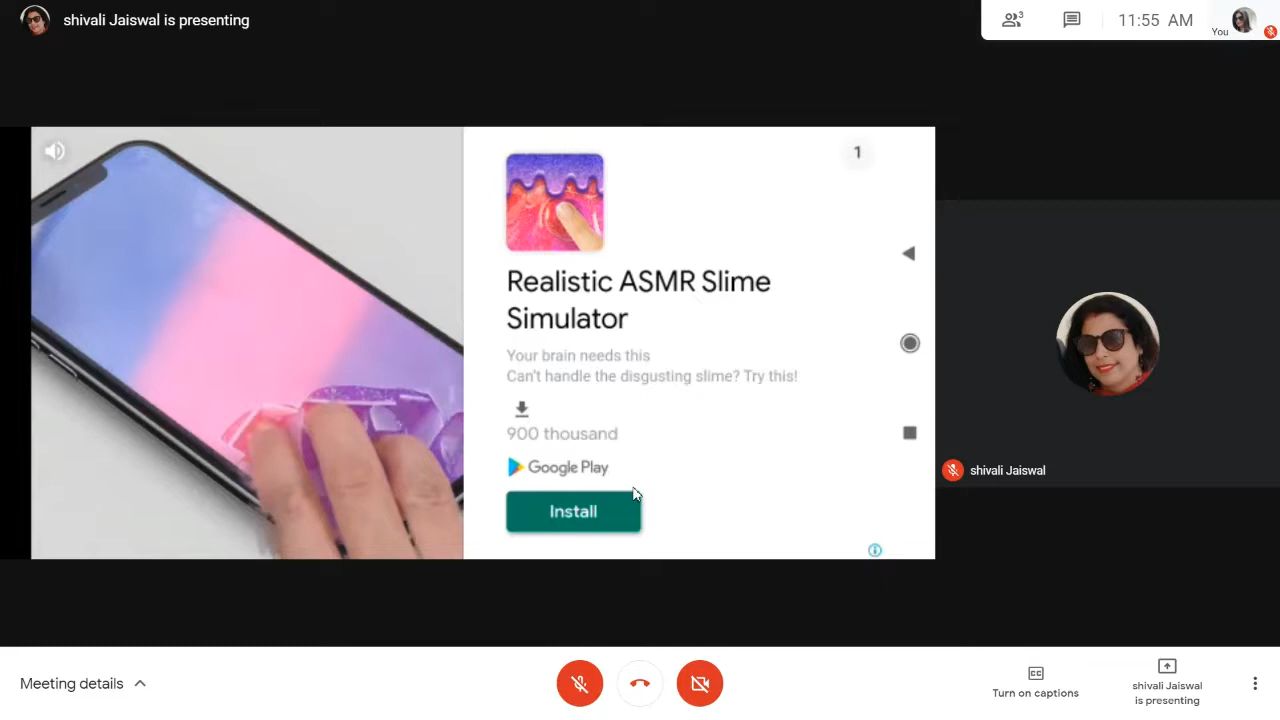 shivali Jaiswal is presenting
3
11:55 AM
You
1
Realistic ASMR Slime
Simulator
Your brain needs this
Can't handle the disgusting slime? Try this!
900 thousand
Google Play
Install
shivali Jaiswal
Meeting details
CC
Turn on captions
shivali Jaiswal
is presenting